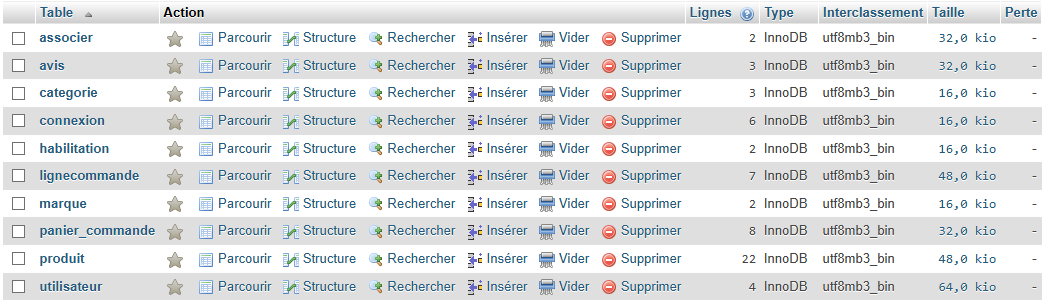 Table Action Lignes Type Interclassement Taille Perte
associer Parcourir Structure Rechercher Insérer Vider Supprimer 2 InnoDB utf8mb3_bin 32,0 kio -
avis Parcourir Structure Rechercher Insérer Vider Supprimer 3 InnoDB utf8mb3_bin 32,0 kio -
categorie Parcourir Structure Rechercher Insérer Vider Supprimer 3 InnoDB utf8mb3_bin 16,0 kio -
connexion Parcourir Structure Rechercher Insérer Vider Supprimer 6 InnoDB utf8mb3_bin 16,0 kio -
habilitation Parcourir Structure Rechercher Insérer Vider Supprimer 2 InnoDB utf8mb3_bin 16,0 kio -
lignecommande Parcourir Structure Rechercher Insérer Vider Supprimer 7 InnoDB utf8mb3_bin 48,0 kio -
marque Parcourir Structure Rechercher Insérer Vider Supprimer 2 InnoDB utf8mb3_bin 16,0 kio -
panier_commande Parcourir Structure Rechercher Insérer Vider Supprimer 8 InnoDB utf8mb3_bin 32,0 kio -
produit Parcourir Structure Rechercher Insérer Vider Supprimer 22 InnoDB utf8mb3_bin 48,0 kio -
utilisateur Parcourir Structure Rechercher Insérer Vider Supprimer 4 InnoDB utf8mb3_bin 64,0 kio -